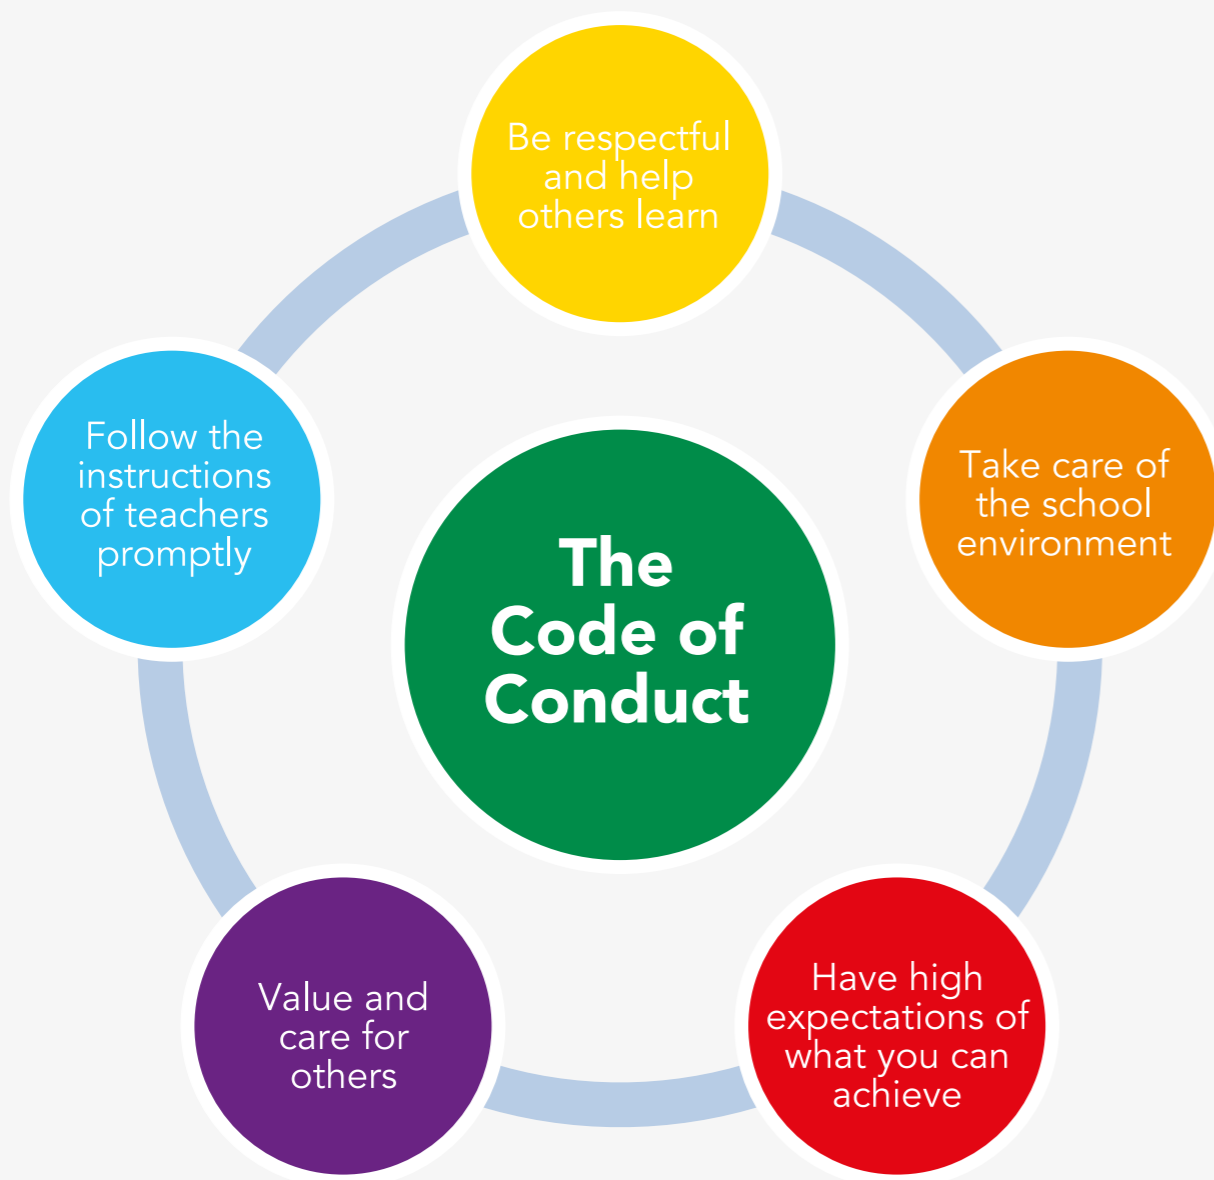 Be respectful
and help
others learn
Take care of
the school
environment
Have high
expectations of
what you can
achieve
Value and
care for
others
Follow the
instructions
of teachers
promptly
The
Code of
Conduct